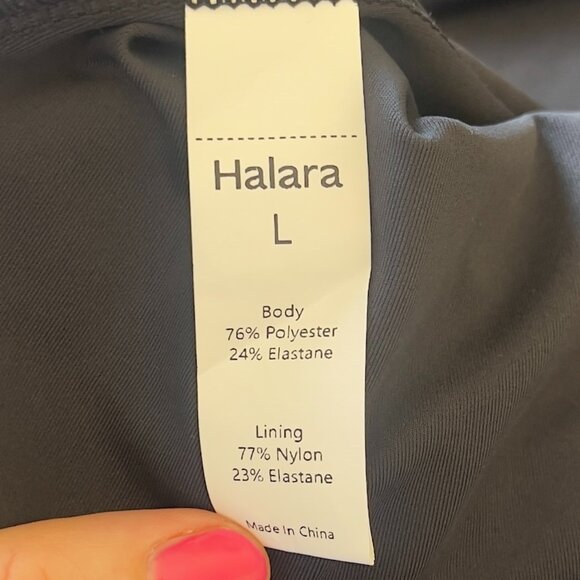 Halara
L
Body
76% Polyester
24% Elastane
Lining
77% Nylon
23% Elastane
Made In China